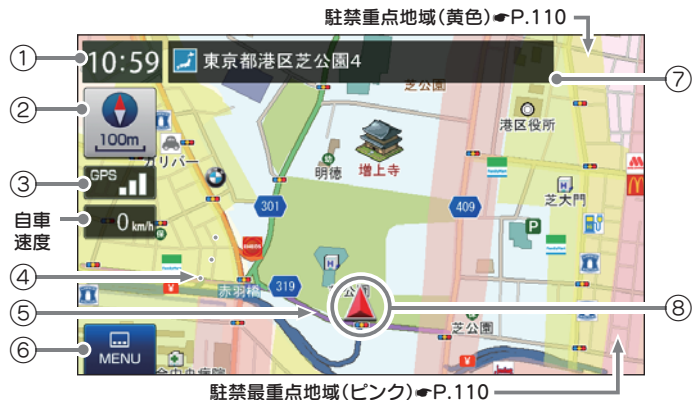 駐禁重点地域(黄色)☛P.110
① 10:59 東京都港区芝公園4
⑦
芝公園
② 100m
港区役所
ガリバー
明徳
増上寺
③ GPS
芝大門
301
409
自車
速度
0 km/h
④
319
赤羽橋
公園
⑤
⑧
芝公園
⑥ MENU
駐禁最重点地域(ピンク)☛P.110